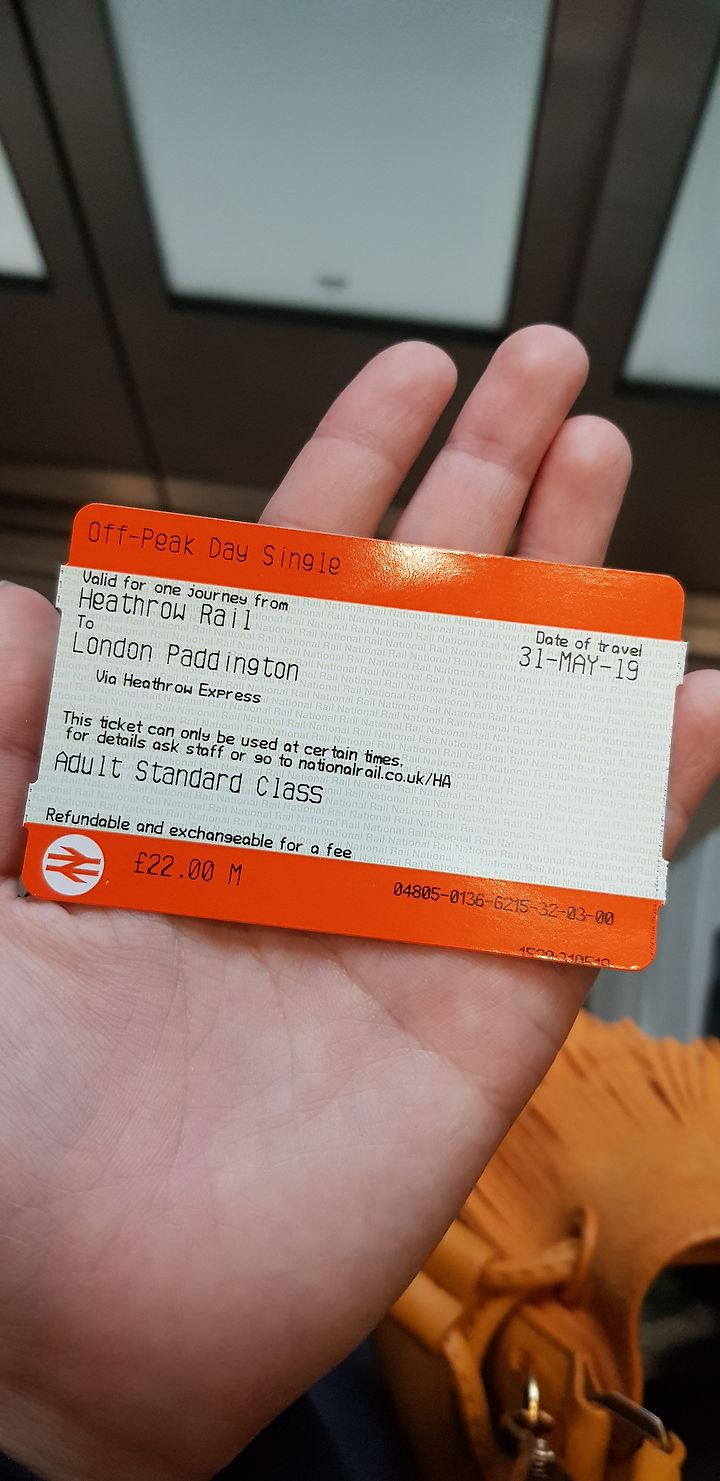 Off-Peak Day Single
Valid for one journey from
Heathrow Rail
Date of travel
31-MAY-19
To
London Paddington
Via Heathrow Express
This ticket can only be used at certain times.
for details ask staff or go to nationalrail.co.uk/HA
Adult Standard Class
Refundable and exchangeable for a fee
£22.00 M
04805-0136-6215-32-03-00